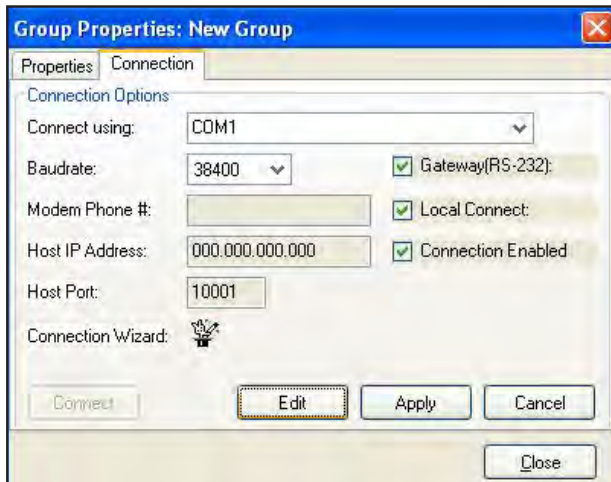 Group Properties: New Group
Properties Connection
Connection Options
Connect using: COM1
Baudrate: 38400 Gateway(RS-232):
Modem Phone #: Local Connect:
Host IP Address: 000.000.000.000 Connection Enabled
Host Port: 10001
Connection Wizard:
Connect Edit Apply Cancel
Close